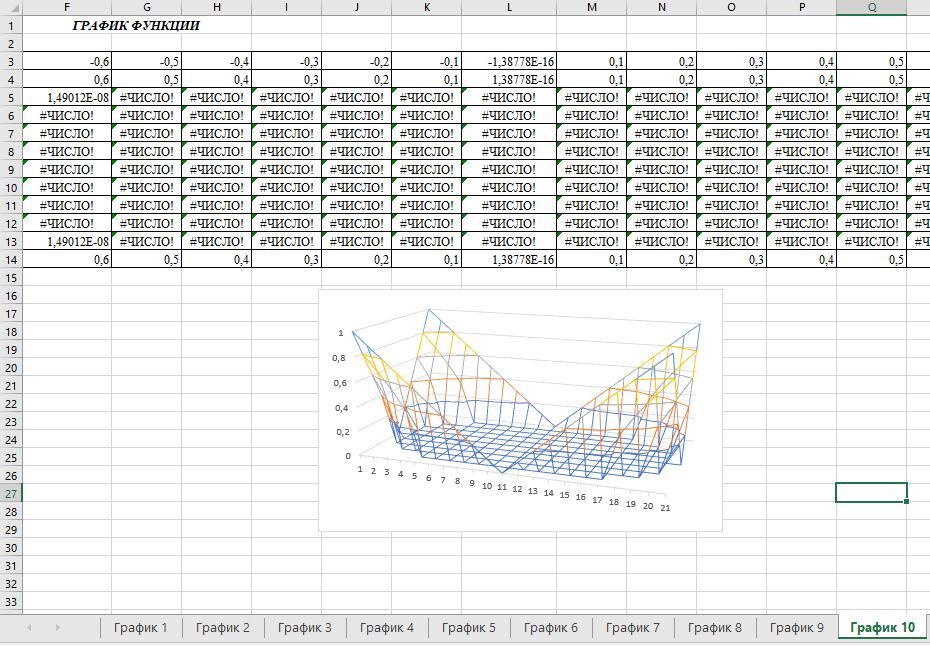 F G H I J K L M N O P Q
1 ГРАФИК ФУНКЦИИ
2
3 -0,6 -0,5 -0,4 -0,3 -0,2 -0,1 -1,38778E-16 0,1 0,2 0,3 0,4 0,5
4 0,6 0,5 0,4 0,3 0,2 0,1 1,38778E-16 0,1 0,2 0,3 0,4 0,5
5 1,49012E-08 #ЧИСЛО! #ЧИСЛО! #ЧИСЛО! #ЧИСЛО! #ЧИСЛО! #ЧИСЛО! #ЧИСЛО! #ЧИСЛО! #ЧИСЛО! #ЧИСЛО! #ЧИСЛО! #Ч
6 #ЧИСЛО! #ЧИСЛО! #ЧИСЛО! #ЧИСЛО! #ЧИСЛО! #ЧИСЛО! #ЧИСЛО! #ЧИСЛО! #ЧИСЛО! #ЧИСЛО! #ЧИСЛО! #ЧИСЛО! #Ч
7 #ЧИСЛО! #ЧИСЛО! #ЧИСЛО! #ЧИСЛО! #ЧИСЛО! #ЧИСЛО! #ЧИСЛО! #ЧИСЛО! #ЧИСЛО! #ЧИСЛО! #ЧИСЛО! #ЧИСЛО! #Ч
8 #ЧИСЛО! #ЧИСЛО! #ЧИСЛО! #ЧИСЛО! #ЧИСЛО! #ЧИСЛО! #ЧИСЛО! #ЧИСЛО! #ЧИСЛО! #ЧИСЛО! #ЧИСЛО! #ЧИСЛО! #Ч
9 #ЧИСЛО! #ЧИСЛО! #ЧИСЛО! #ЧИСЛО! #ЧИСЛО! #ЧИСЛО! #ЧИСЛО! #ЧИСЛО! #ЧИСЛО! #ЧИСЛО! #ЧИСЛО! #ЧИСЛО! #Ч
10 #ЧИСЛО! #ЧИСЛО! #ЧИСЛО! #ЧИСЛО! #ЧИСЛО! #ЧИСЛО! #ЧИСЛО! #ЧИСЛО! #ЧИСЛО! #ЧИСЛО! #ЧИСЛО! #ЧИСЛО! #Ч
11 #ЧИСЛО! #ЧИСЛО! #ЧИСЛО! #ЧИСЛО! #ЧИСЛО! #ЧИСЛО! #ЧИСЛО! #ЧИСЛО! #ЧИСЛО! #ЧИСЛО! #ЧИСЛО! #ЧИСЛО! #Ч
12 #ЧИСЛО! #ЧИСЛО! #ЧИСЛО! #ЧИСЛО! #ЧИСЛО! #ЧИСЛО! #ЧИСЛО! #ЧИСЛО! #ЧИСЛО! #ЧИСЛО! #ЧИСЛО! #ЧИСЛО! #Ч
13 1,49012E-08 #ЧИСЛО! #ЧИСЛО! #ЧИСЛО! #ЧИСЛО! #ЧИСЛО! #ЧИСЛО! #ЧИСЛО! #ЧИСЛО! #ЧИСЛО! #ЧИСЛО! #ЧИСЛО! #Ч
14 0,6 0,5 0,4 0,3 0,2 0,1 1,38778E-16 0,1 0,2 0,3 0,4 0,5
15
16
17
18
19
20
21
22
23
24
25
26
27
28
29
30
31
32
33
1
0,8
0,6
0,4
0,2
0
1 2 3 4 5 6 7 8 9 10 11 12 13 14 15 16 17 18 19 20 21
График 1 График 2 График 3 График 4 График 5 График 6 График 7 График 8 График 9 График 10